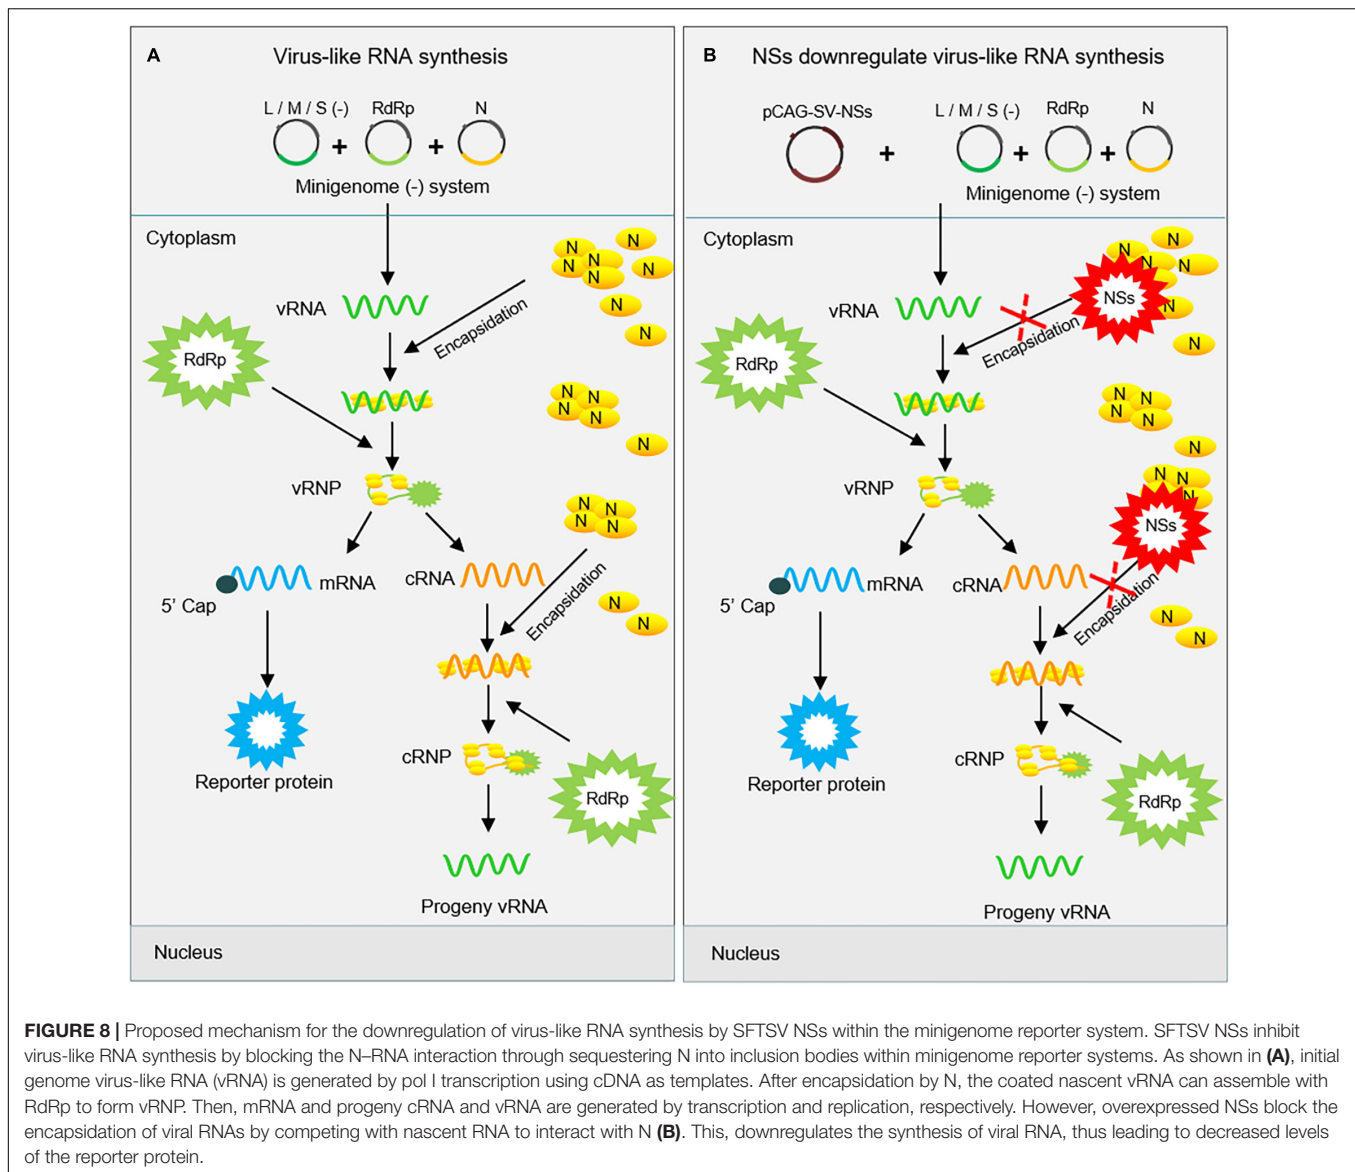 A
Virus-like RNA synthesis
L / M / S (-)
RdRp
N
+
+
Minigenome (-) system
Cytoplasm
N
N
N
N
N
N
N
N
vRNA
Encapsidation
RdRp
N
N
N
N
N
vRNP
N
N
N
N
mRNA
cRNA
5' Cap
Encapsidation
N
N
cRNP
Reporter protein
RdRp
Progeny vRNA
Nucleus
B
NSs downregulate virus-like RNA synthesis
pCAG-SV-NSs
L / M / S (-)
RdRp
N
+
+
+
Minigenome (-) system
Cytoplasm
N
N
N
N
NSs
N
N
vRNA
Encapsidation
RdRp
N
N
N
N
N
vRNP
N
N
N
NSs
mRNA
cRNA
5' Cap
Encapsidation
N
N
cRNP
Reporter protein
RdRp
Progeny vRNA
Nucleus
FIGURE 8 | Proposed mechanism for the downregulation of virus-like RNA synthesis by SFTSV NSs within the minigenome reporter system. SFTSV NSs inhibit
virus-like RNA synthesis by blocking the N–RNA interaction through sequestering N into inclusion bodies within minigenome reporter systems. As shown in (A), initial
genome virus-like RNA (vRNA) is generated by pol I transcription using cDNA as templates. After encapsidation by N, the coated nascent vRNA can assemble with
RdRp to form vRNP. Then, mRNA and progeny cRNA and vRNA are generated by transcription and replication, respectively. However, overexpressed NSs block the
encapsidation of viral RNAs by competing with nascent RNA to interact with N (B). This, downregulates the synthesis of viral RNA, thus leading to decreased levels
of the reporter protein.